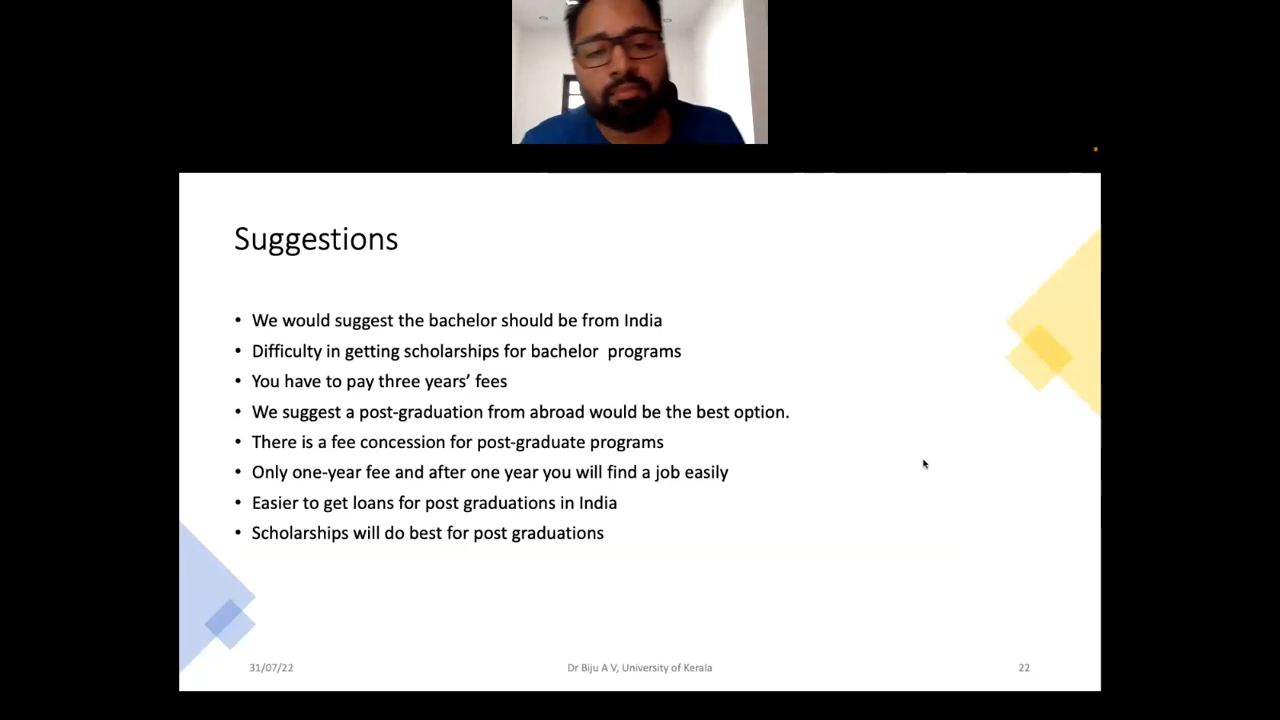 Suggestions
• We would suggest the bachelor should be from India
• Difficulty in getting scholarships for bachelor  programs
• You have to pay three years’ fees
• We suggest a post-graduation from abroad would be the best option.
• There is a fee concession for post-graduate programs
• Only one-year fee and after one year you will find a job easily
• Easier to get loans for post graduations in India
• Scholarships will do best for post graduations
31/07/22 Dr Biju A V, University of Kerala 22